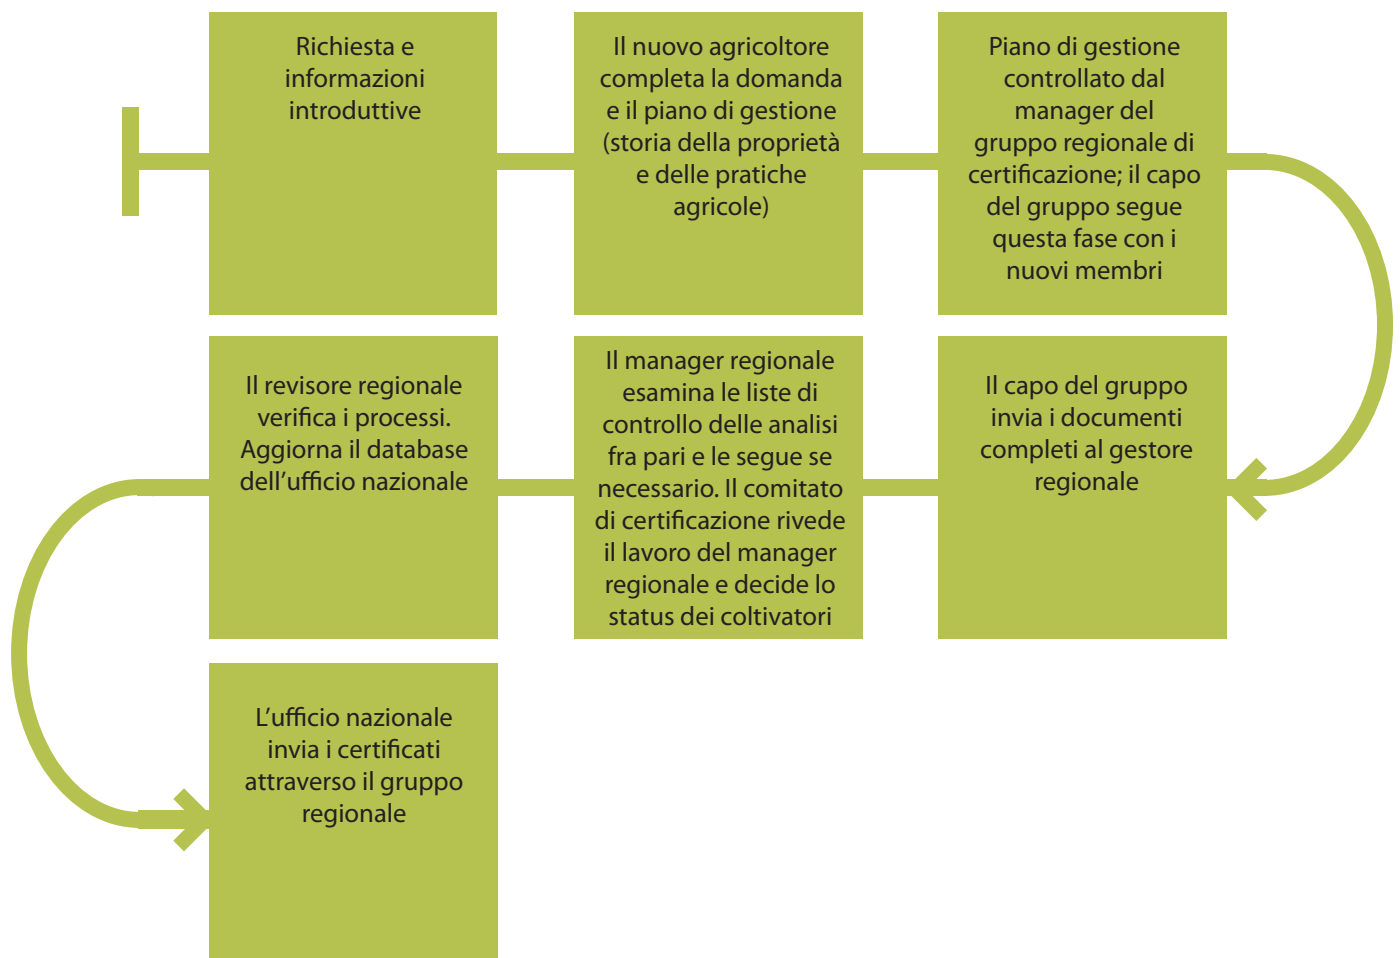 Richiesta e
informazioni
introduttive
Il nuovo agricoltore
completa la domanda
e il piano di gestione
(storia della proprietà
e delle pratiche
agricole)
Piano di gestione
controllato dal
manager del
gruppo regionale di
certificazione; il capo
del gruppo segue
questa fase con i
nuovi membri
Il capo del gruppo
invia i documenti
completi al gestore
regionale
Il manager regionale
esamina le liste di
controllo delle analisi
fra pari e le segue se
necessario. Il comitato
di certificazione rivede
il lavoro del manager
regionale e decide lo
status dei coltivatori
Il revisore regionale
verifica i processi.
Aggiorna il database
dell’ufficio nazionale
L’ufficio nazionale
invia i certificati
attraverso il gruppo
regionale